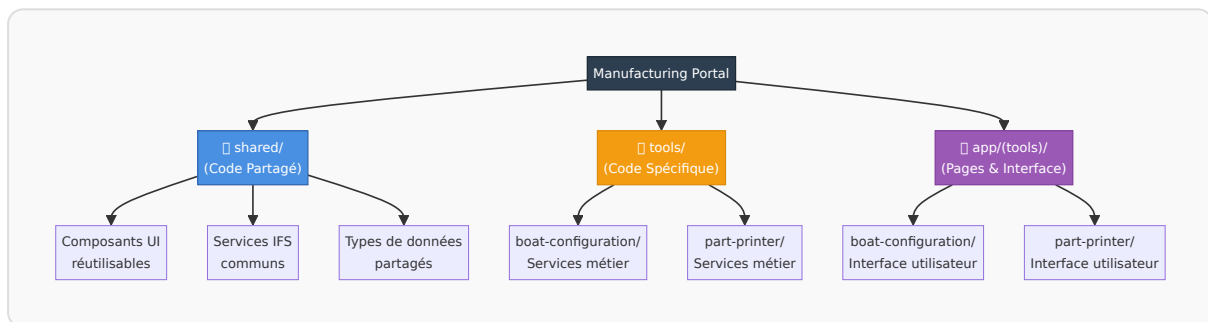 Manufacturing Portal
shared/
(Code Partagé)
tools/
(Code Spécifique)
app/(tools)/
(Pages & Interface)
Composants UI
réutilisables
Services IFS
communs
Types de données
partagés
boat-configuration/
Services métier
part-printer/
Services métier
boat-configuration/
Interface utilisateur
part-printer/
Interface utilisateur